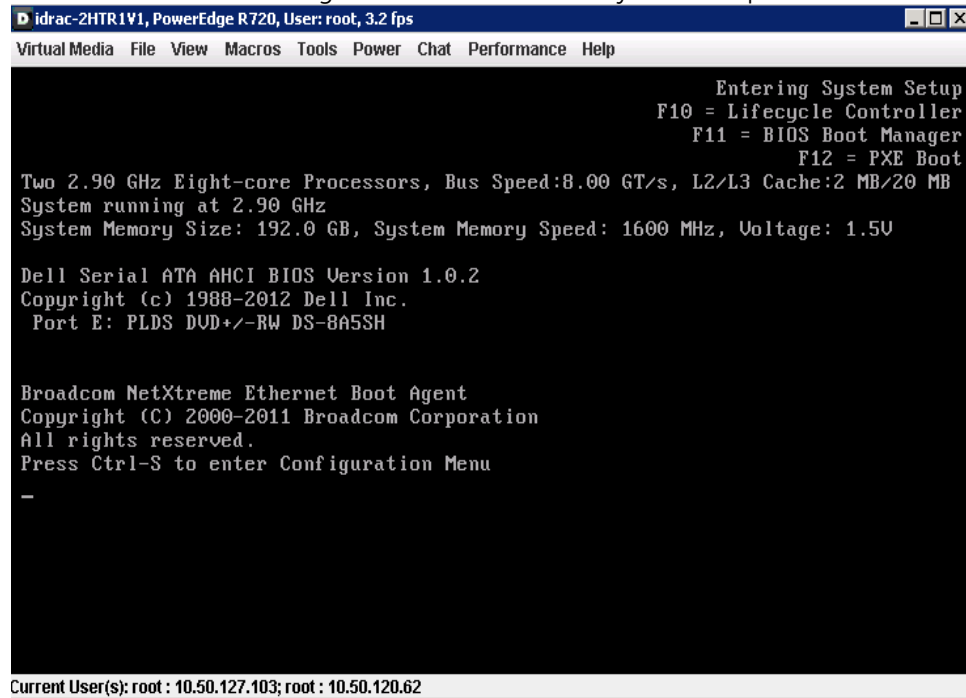 idrac-2HTR1V1, PowerEdge R720, User: root, 3.2 fps
Virtual Media File View Macros Tools Power Chat Performance Help
Entering System Setup
F10 = Lifecycle Controller
F11 = BIOS Boot Manager
F12 = PXE Boot
Two 2.90 GHz Eight-core Processors, Bus Speed:8.00 GT/s, L2/L3 Cache:2 MB/20 MB
System running at 2.90 GHz
System Memory Size: 192.0 GB, System Memory Speed: 1600 MHz, Voltage: 1.5V
Dell Serial ATA AHCI BIOS Version 1.0.2
Copyright (c) 1988-2012 Dell Inc.
Port E: PLDS DVD+/-RW DS-8A5SH
Broadcom NetXtreme Ethernet Boot Agent
Copyright (C) 2000-2011 Broadcom Corporation
All rights reserved.
Press Ctrl-S to enter Configuration Menu
Current User(s): root : 10.50.127.103; root : 10.50.120.62